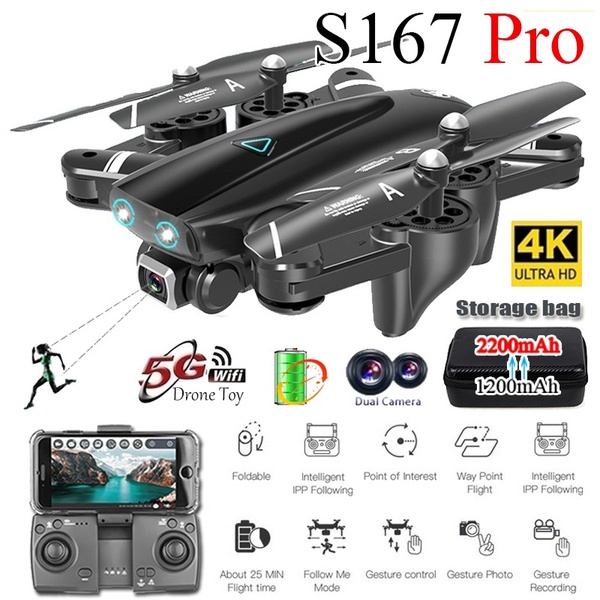 S167 Pro
A
WARNING
A
WARNING
B
4K
ULTRA HD
Storage bag
2200mAh
1200mAh
5G Wifi
Drone Toy
Dual Camera
Foldable
Intelligent
IPP Following
Point of Interest
Way Point
Flight
Intelligent
IPP Following
About 25 MIN
Flight time
Follow Me
Mode
Gesture control
Gesture Photo
Gesture
Recording